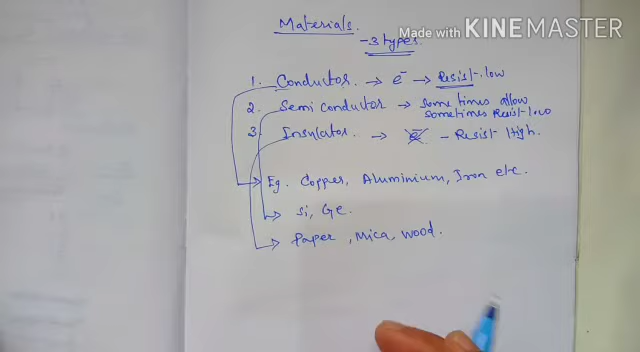 Materials.
Made with KINEMASTER
- 3 types.
1. Conductor. → e⁻ → Resist-low
2. Semi conductor → Some times allow
sometimes Resist-low
3. Insulator → e⁻ - Resist High.
Eg. Copper, Aluminium, Iron etc.
Si, Ge.
Paper, Mica, Wood.